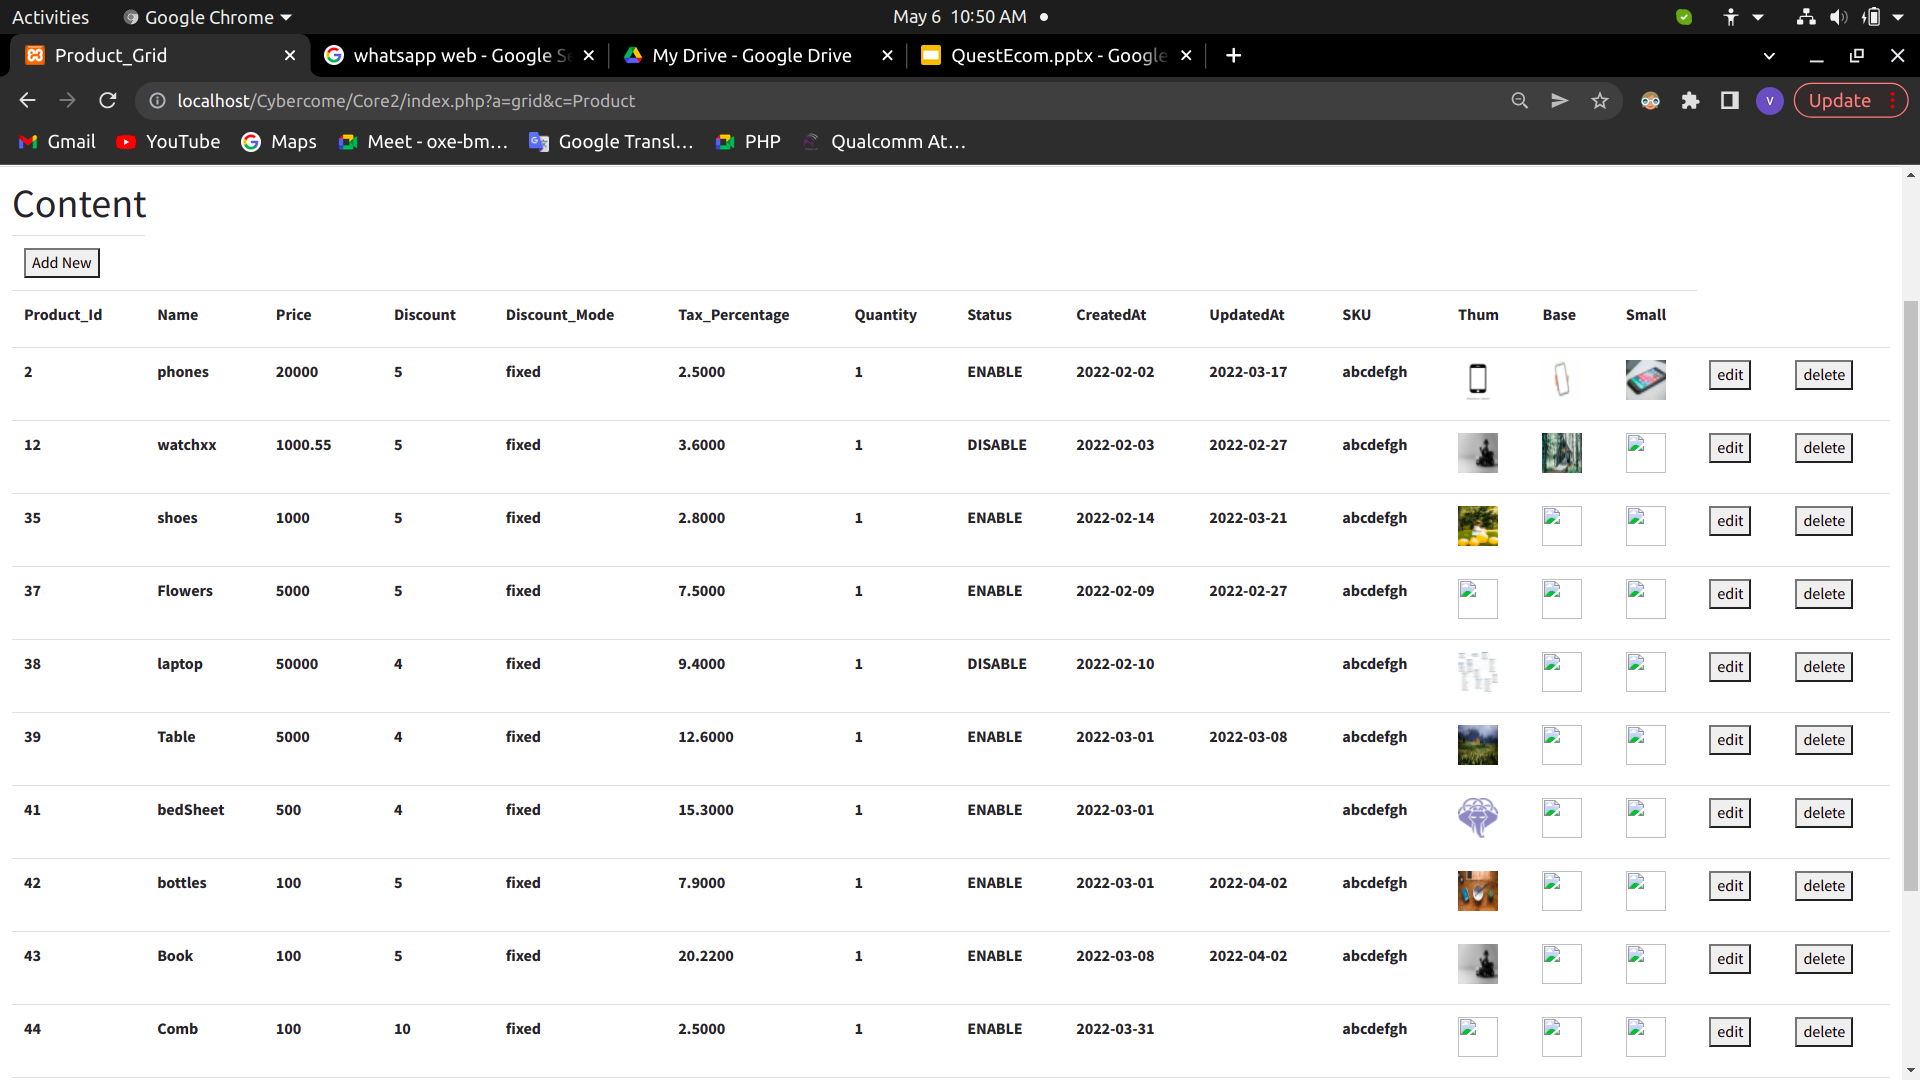 Activities Google Chrome May 6 10:50 AM
Product_Grid whatsapp web - Google Se My Drive - Google Drive QuestEcom.pptx - Google
localhost/Cybercome/Core2/index.php?a=grid&c=Product V Update
Gmail YouTube Maps Meet - oxe-bm... Google Transl... PHP Qualcomm At...
Content
Add New
Product_Id Name Price Discount Discount_Mode Tax_Percentage Quantity Status CreatedAt UpdatedAt SKU Thum Base Small
2 phones 20000 5 fixed 2.5000 1 ENABLE 2022-02-02 2022-03-17 abcdefgh edit delete
12 watchxx 1000.55 5 fixed 3.6000 1 DISABLE 2022-02-03 2022-02-27 abcdefgh edit delete
35 shoes 1000 5 fixed 2.8000 1 ENABLE 2022-02-14 2022-03-21 abcdefgh edit delete
37 Flowers 5000 5 fixed 7.5000 1 ENABLE 2022-02-09 2022-02-27 abcdefgh edit delete
38 laptop 50000 4 fixed 9.4000 1 DISABLE 2022-02-10 abcdefgh edit delete
39 Table 5000 4 fixed 12.6000 1 ENABLE 2022-03-01 2022-03-08 abcdefgh edit delete
41 bedSheet 500 4 fixed 15.3000 1 ENABLE 2022-03-01 abcdefgh edit delete
42 bottles 100 5 fixed 7.9000 1 ENABLE 2022-03-01 2022-04-02 abcdefgh edit delete
43 Book 100 5 fixed 20.2200 1 ENABLE 2022-03-08 2022-04-02 abcdefgh edit delete
44 Comb 100 10 fixed 2.5000 1 ENABLE 2022-03-31 abcdefgh edit delete